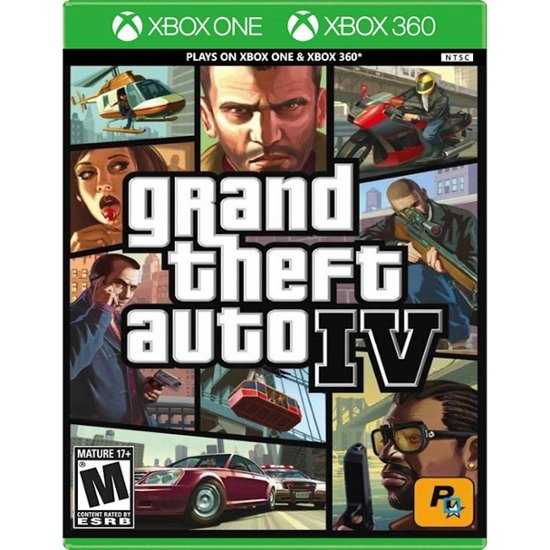 XBOX ONE XBOX 360
PLAYS ON XBOX ONE & XBOX 360*
NTSC
grand
theft
auto IV
MATURE 17+
M
CONTENT RATED BY
ESRB
R